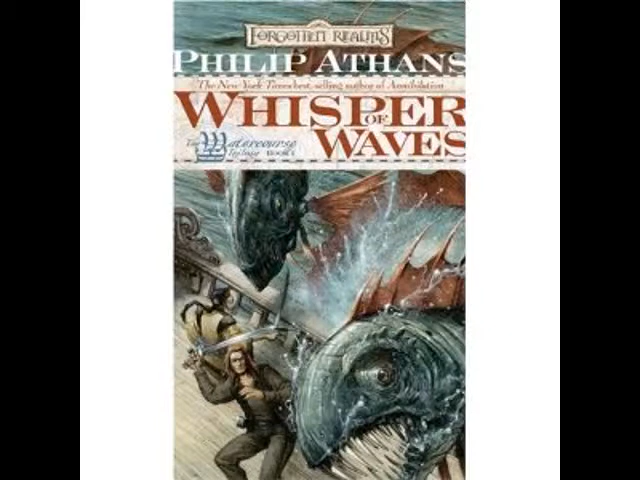 FORGOTTEN REALMS
PHILIP ATHANS
The New York Times best-selling author of Annihilation
WHISPER
OF
WAVES
The Watercourse
Trilogy BOOK I